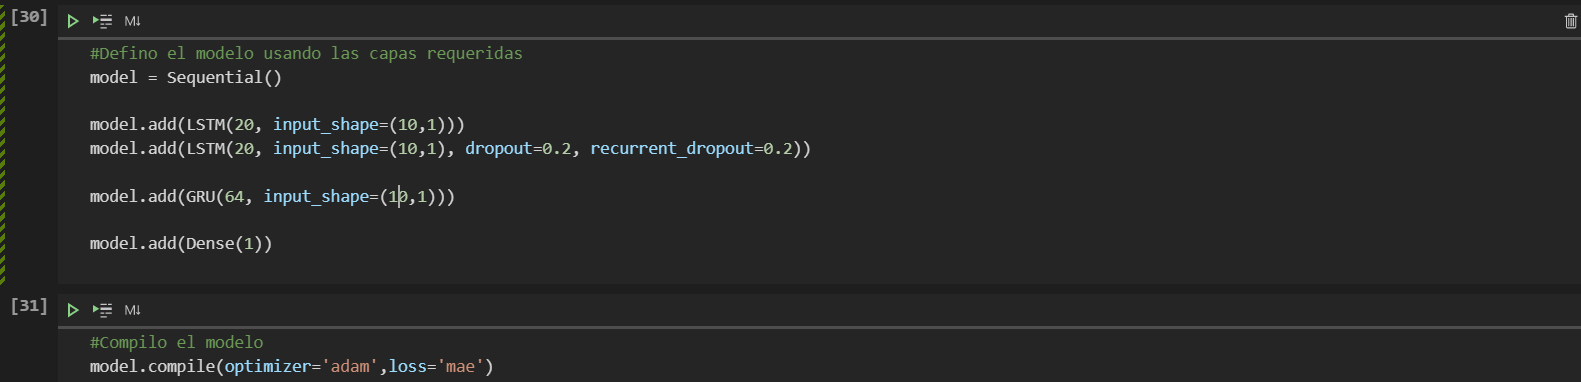 [30]
M↓
#Defino el modelo usando las capas requeridas
model = Sequential()
model.add(LSTM(20, input_shape=(10,1)))
model.add(LSTM(20, input_shape=(10,1), dropout=0.2, recurrent_dropout=0.2))
model.add(GRU(64, input_shape=(10,1)))
model.add(Dense(1))
[31]
M↓
#Compilo el modelo
model.compile(optimizer='adam',loss='mae')